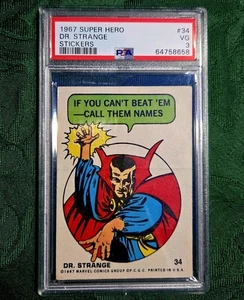 1967 SUPER HERO
#34
DR. STRANGE
VG
STICKERS
PSA
3
64758658
IF YOU CAN'T BEAT 'EM
—CALL THEM NAMES
DR. STRANGE
34
©1967 MARVEL COMICS GROUP OF C.C.C. PRINTED IN U.S.A.